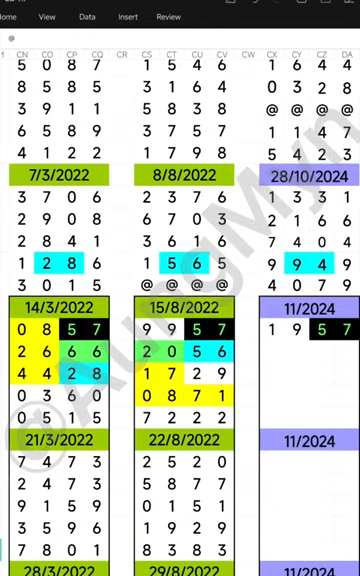 ome View Data Insert Review
@
CN CO CP CQ CR CS CT CU CV CW CX CY CZ DA
5 0 8 7 1 5 4 6 1 6 4 4
8 5 8 5 3 1 6 4 0 3 2 8
3 9 1 1 5 8 3 8 @ @ @ @
6 5 8 9 3 7 5 7 1 1 4 7
4 1 2 2 1 7 9 8 5 4 3
7/3/2022 8/8/2022 28/10/2024
3 7 0 6 2 3 7 6 1 3 3 1
2 9 0 8 6 7 0 3 2 1 6 6
2 8 4 1 3 6 1 6 7 4 0 4
1 2 8 6 1 5 6 5 9 9 4 9
3 0 1 5 @ @ @ @ 4 0 7 9
14/3/2022 15/8/2022 11/2024
0 8 5 7 9 9 5 7 1 9 5 7
2 6 6 6 2 0 5 6
4 4 2 8 1 7 2 9
0 3 6 0 0 8 7 1
0 5 1 5 7 2 2 2
21/3/2022 22/8/2022 11/2024
7 4 7 3 2 5 2 0
2 4 7 3 5 8 7 7
9 1 5 9 0 1 5 1
3 5 9 6 1 9 2 9
7 8 0 1 8 3 8 3
28/3/2022 29/8/2022 11/2024
@AungMyn